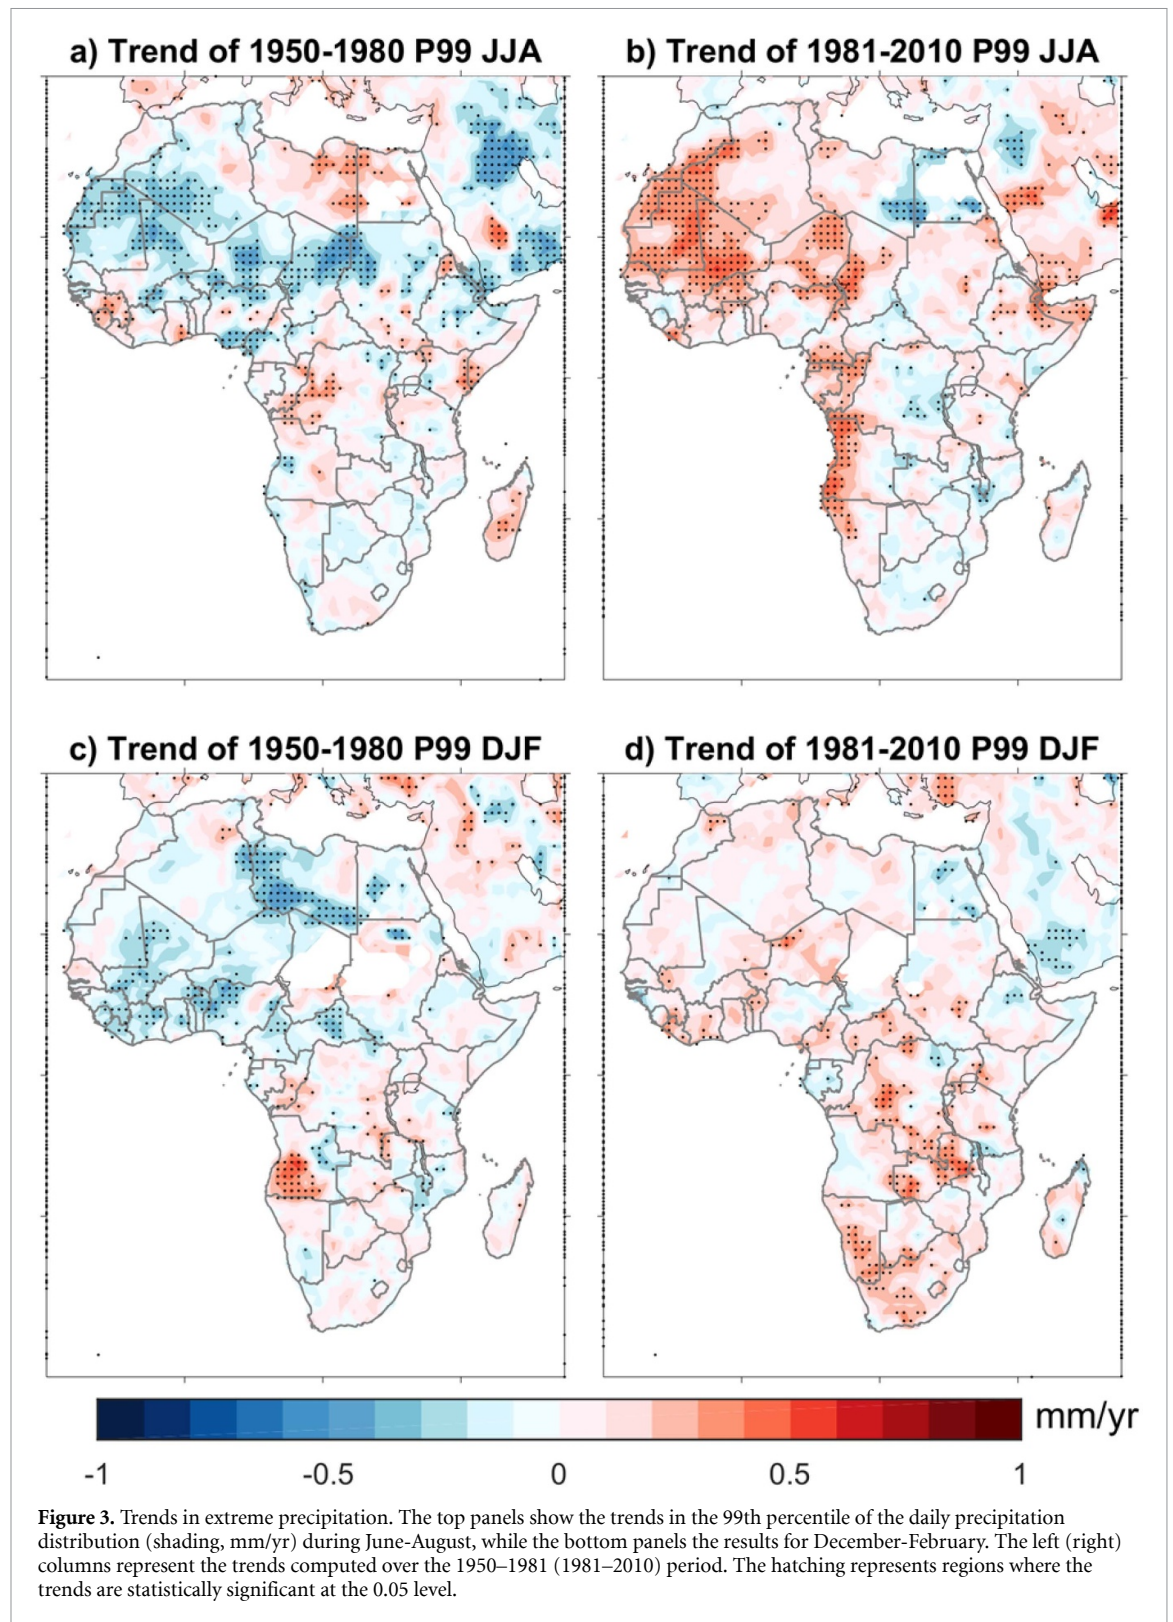 a) Trend of 1950-1980 P99 JJA
b) Trend of 1981-2010 P99 JJA
c) Trend of 1950-1980 P99 DJF
d) Trend of 1981-2010 P99 DJF
mm/yr
-1 -0.5 0 0.5 1
Figure 3. Trends in extreme precipitation. The top panels show the trends in the 99th percentile of the daily precipitation
distribution (shading, mm/yr) during June-August, while the bottom panels the results for December-February. The left (right)
columns represent the trends computed over the 1950–1981 (1981–2010) period. The hatching represents regions where the
trends are statistically significant at the 0.05 level.